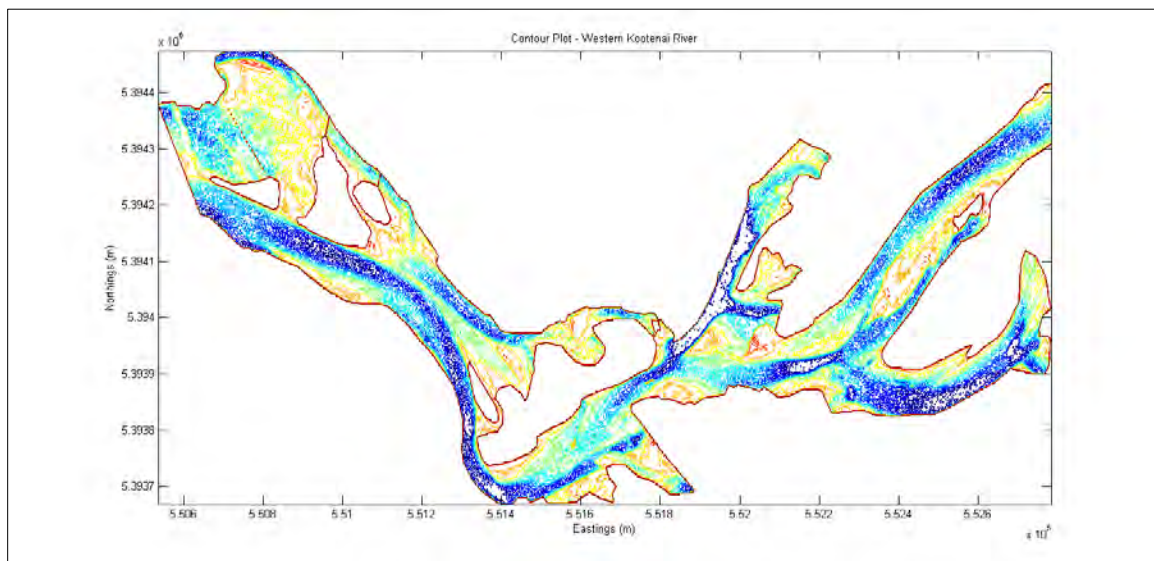 Contour Plot - Western Kootenai River
x 10^6
5.3944
5.3943
5.3942
5.3941
5.394
5.3939
5.3938
5.3937
Northings (m)
5.506 5.508 5.51 5.512 5.514 5.516 5.518 5.52 5.522 5.524 5.526
Eastings (m)
x 10^5